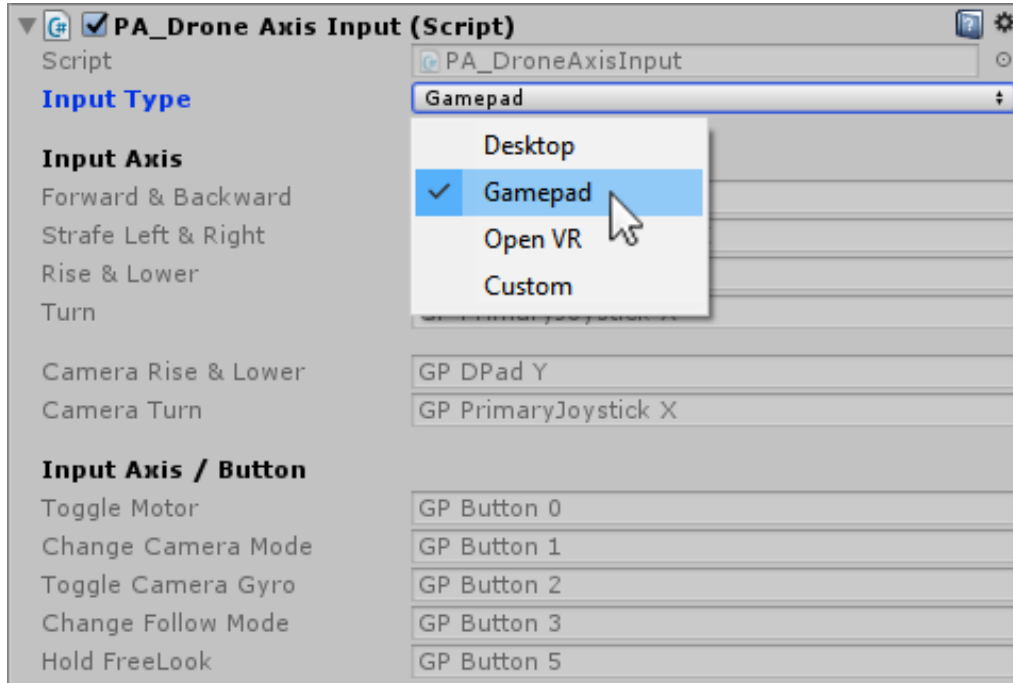 PA_Drone Axis Input (Script)
Script PA_DroneAxisInput
Input Type Gamepad
Desktop
Input Axis
Forward & Backward Gamepad
Strafe Left & Right Open VR
Rise & Lower Custom
Turn
Camera Rise & Lower GP DPad Y
Camera Turn GP PrimaryJoystick X
Input Axis / Button
Toggle Motor GP Button 0
Change Camera Mode GP Button 1
Toggle Camera Gyro GP Button 2
Change Follow Mode GP Button 3
Hold FreeLook GP Button 5